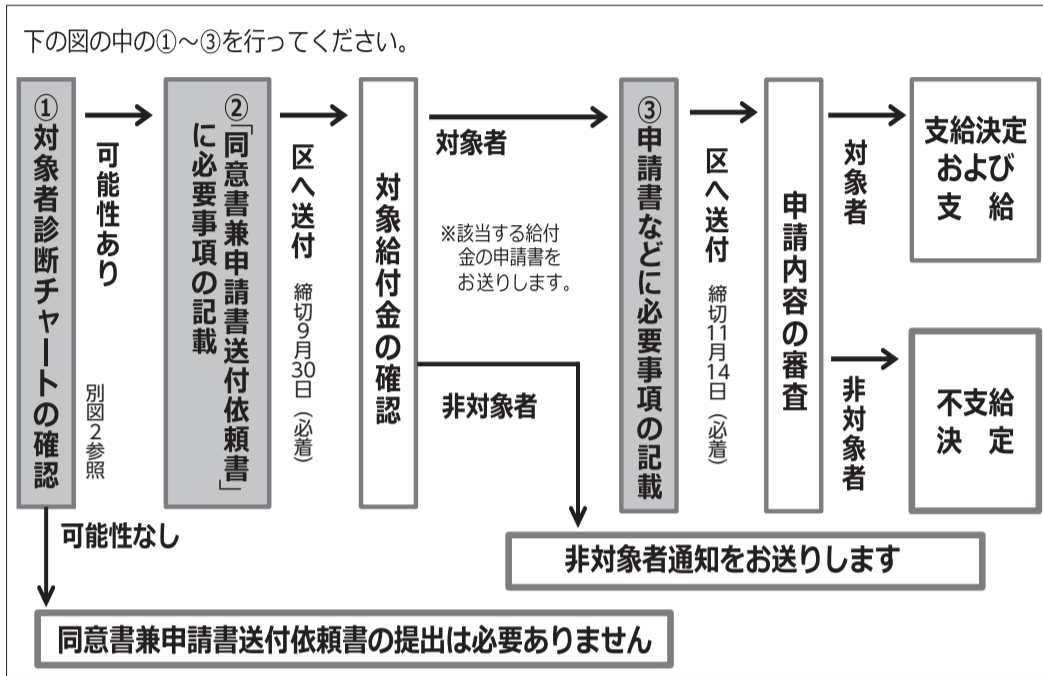 下の図の中の①～③を行ってください。
①対象者診断チャートの確認
可能性あり
別図2参照
②「同意書兼申請書送付依頼書」
に必要事項の記載
区へ送付 締切9月30日（必着）
対象給付金の確認
対象者
※該当する給付
金の申請書を
お送りします。
非対象者
③申請書などに必要事項の記載
区へ送付 締切11月14日（必着）
申請内容の審査
対象者
非対象者
支給決定
および
支　給
不支給
決　定
可能性なし
非対象者通知をお送りします
同意書兼申請書送付依頼書の提出は必要ありません